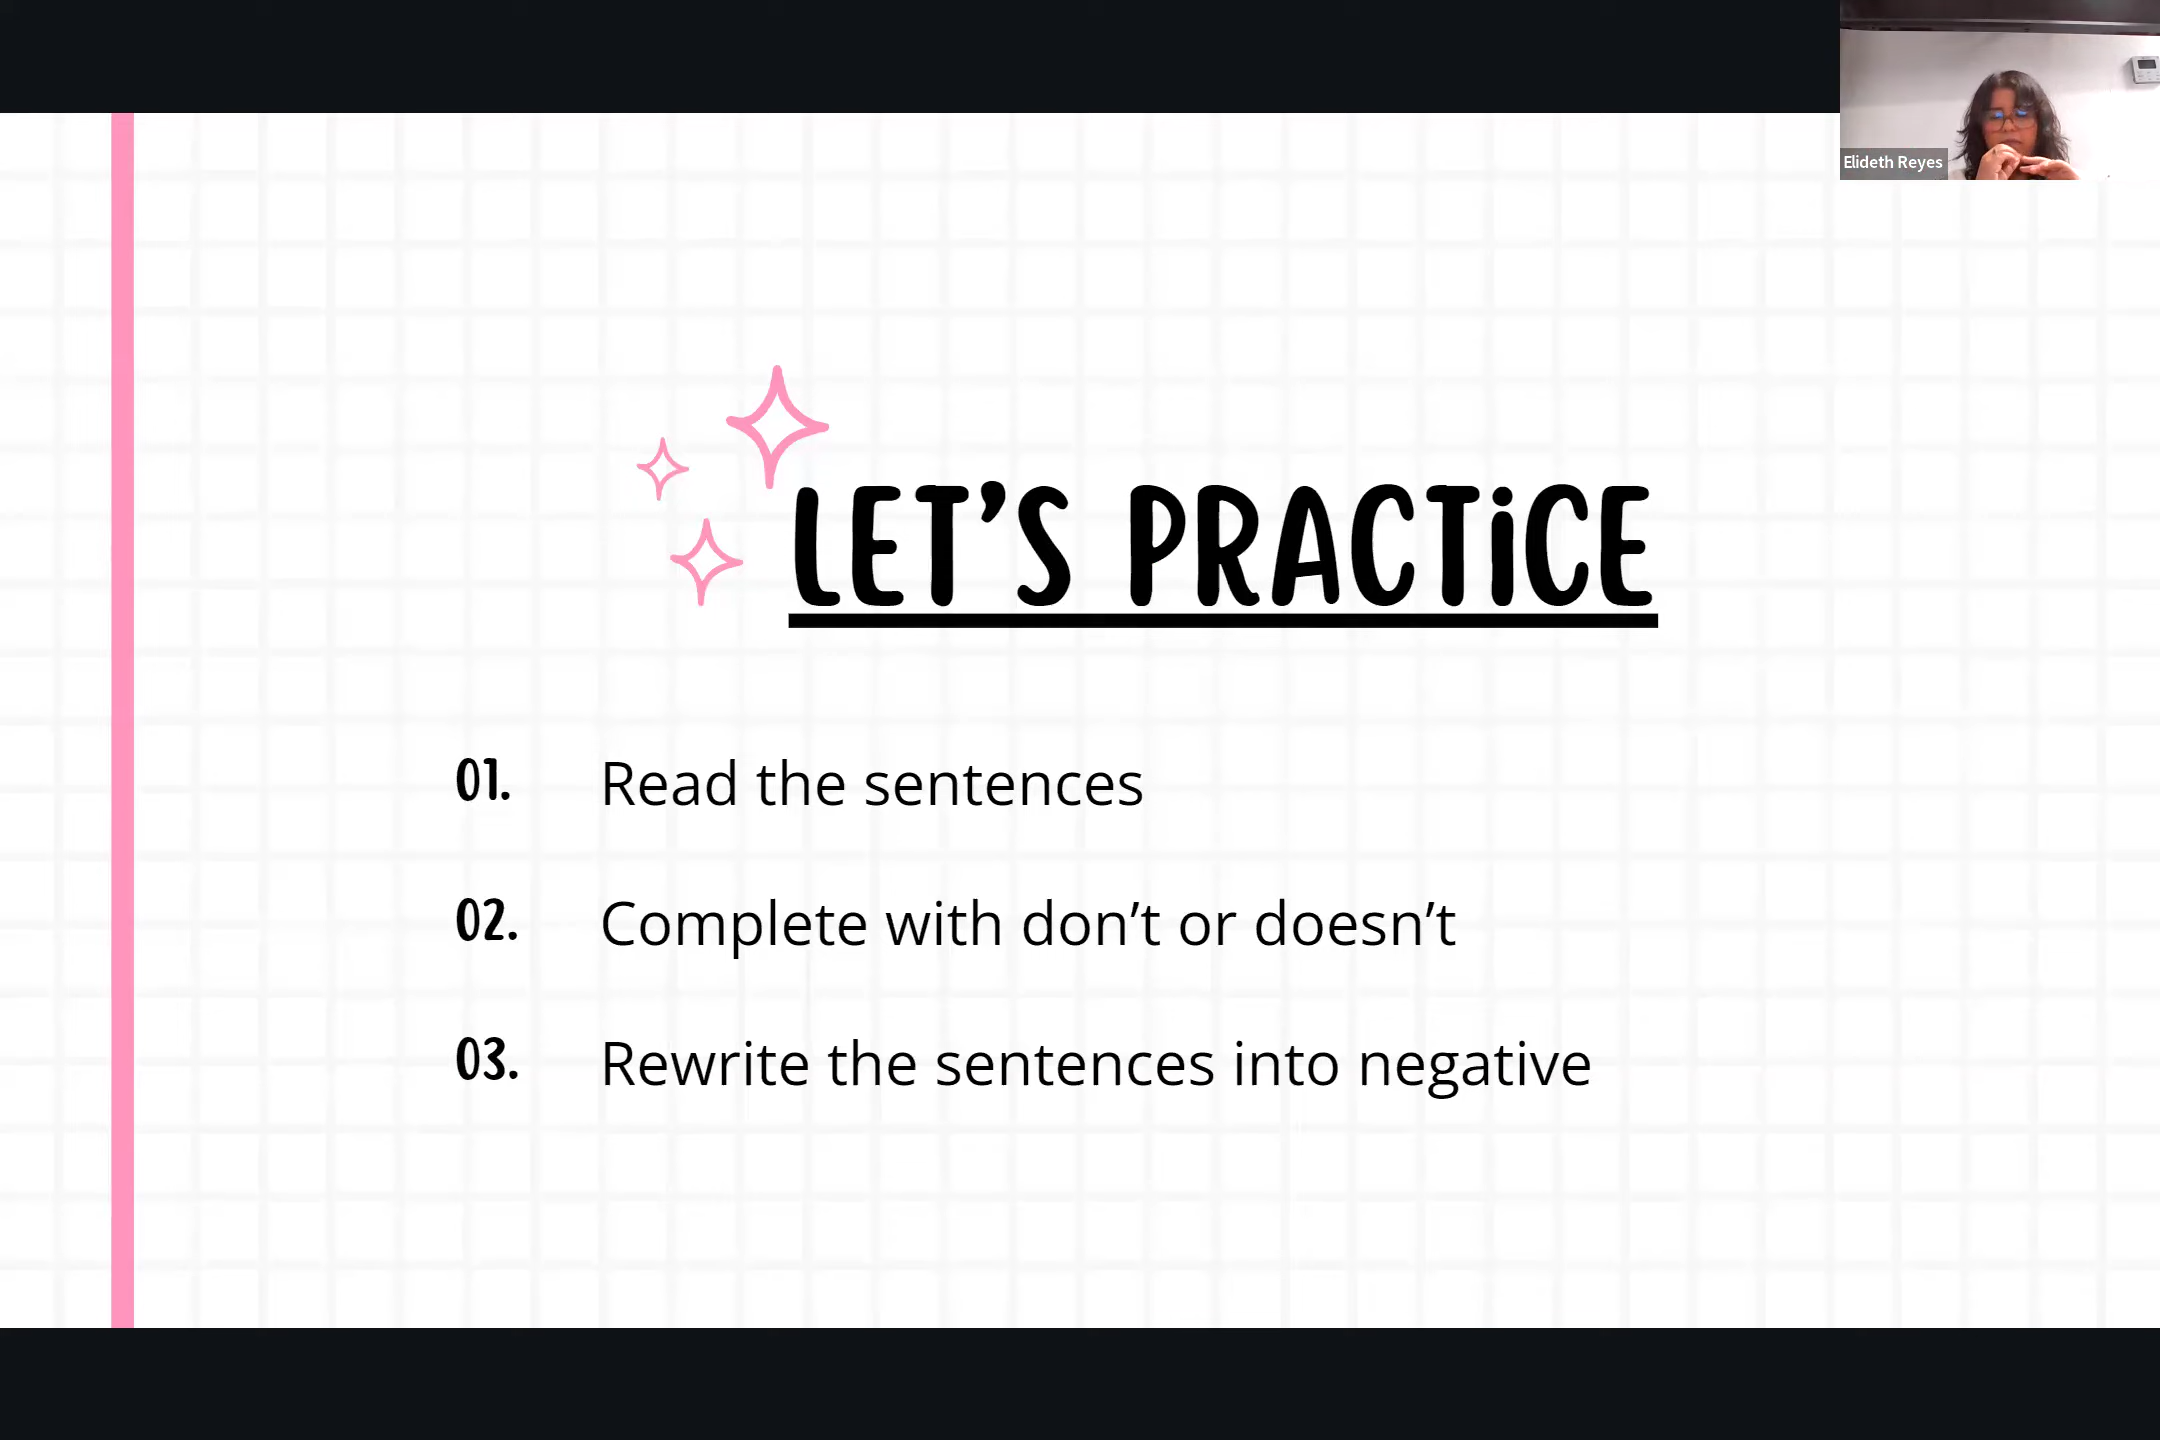 Elideth Reyes
LET'S PRACTiCE
01. Read the sentences
02. Complete with don't or doesn't
03. Rewrite the sentences into negative